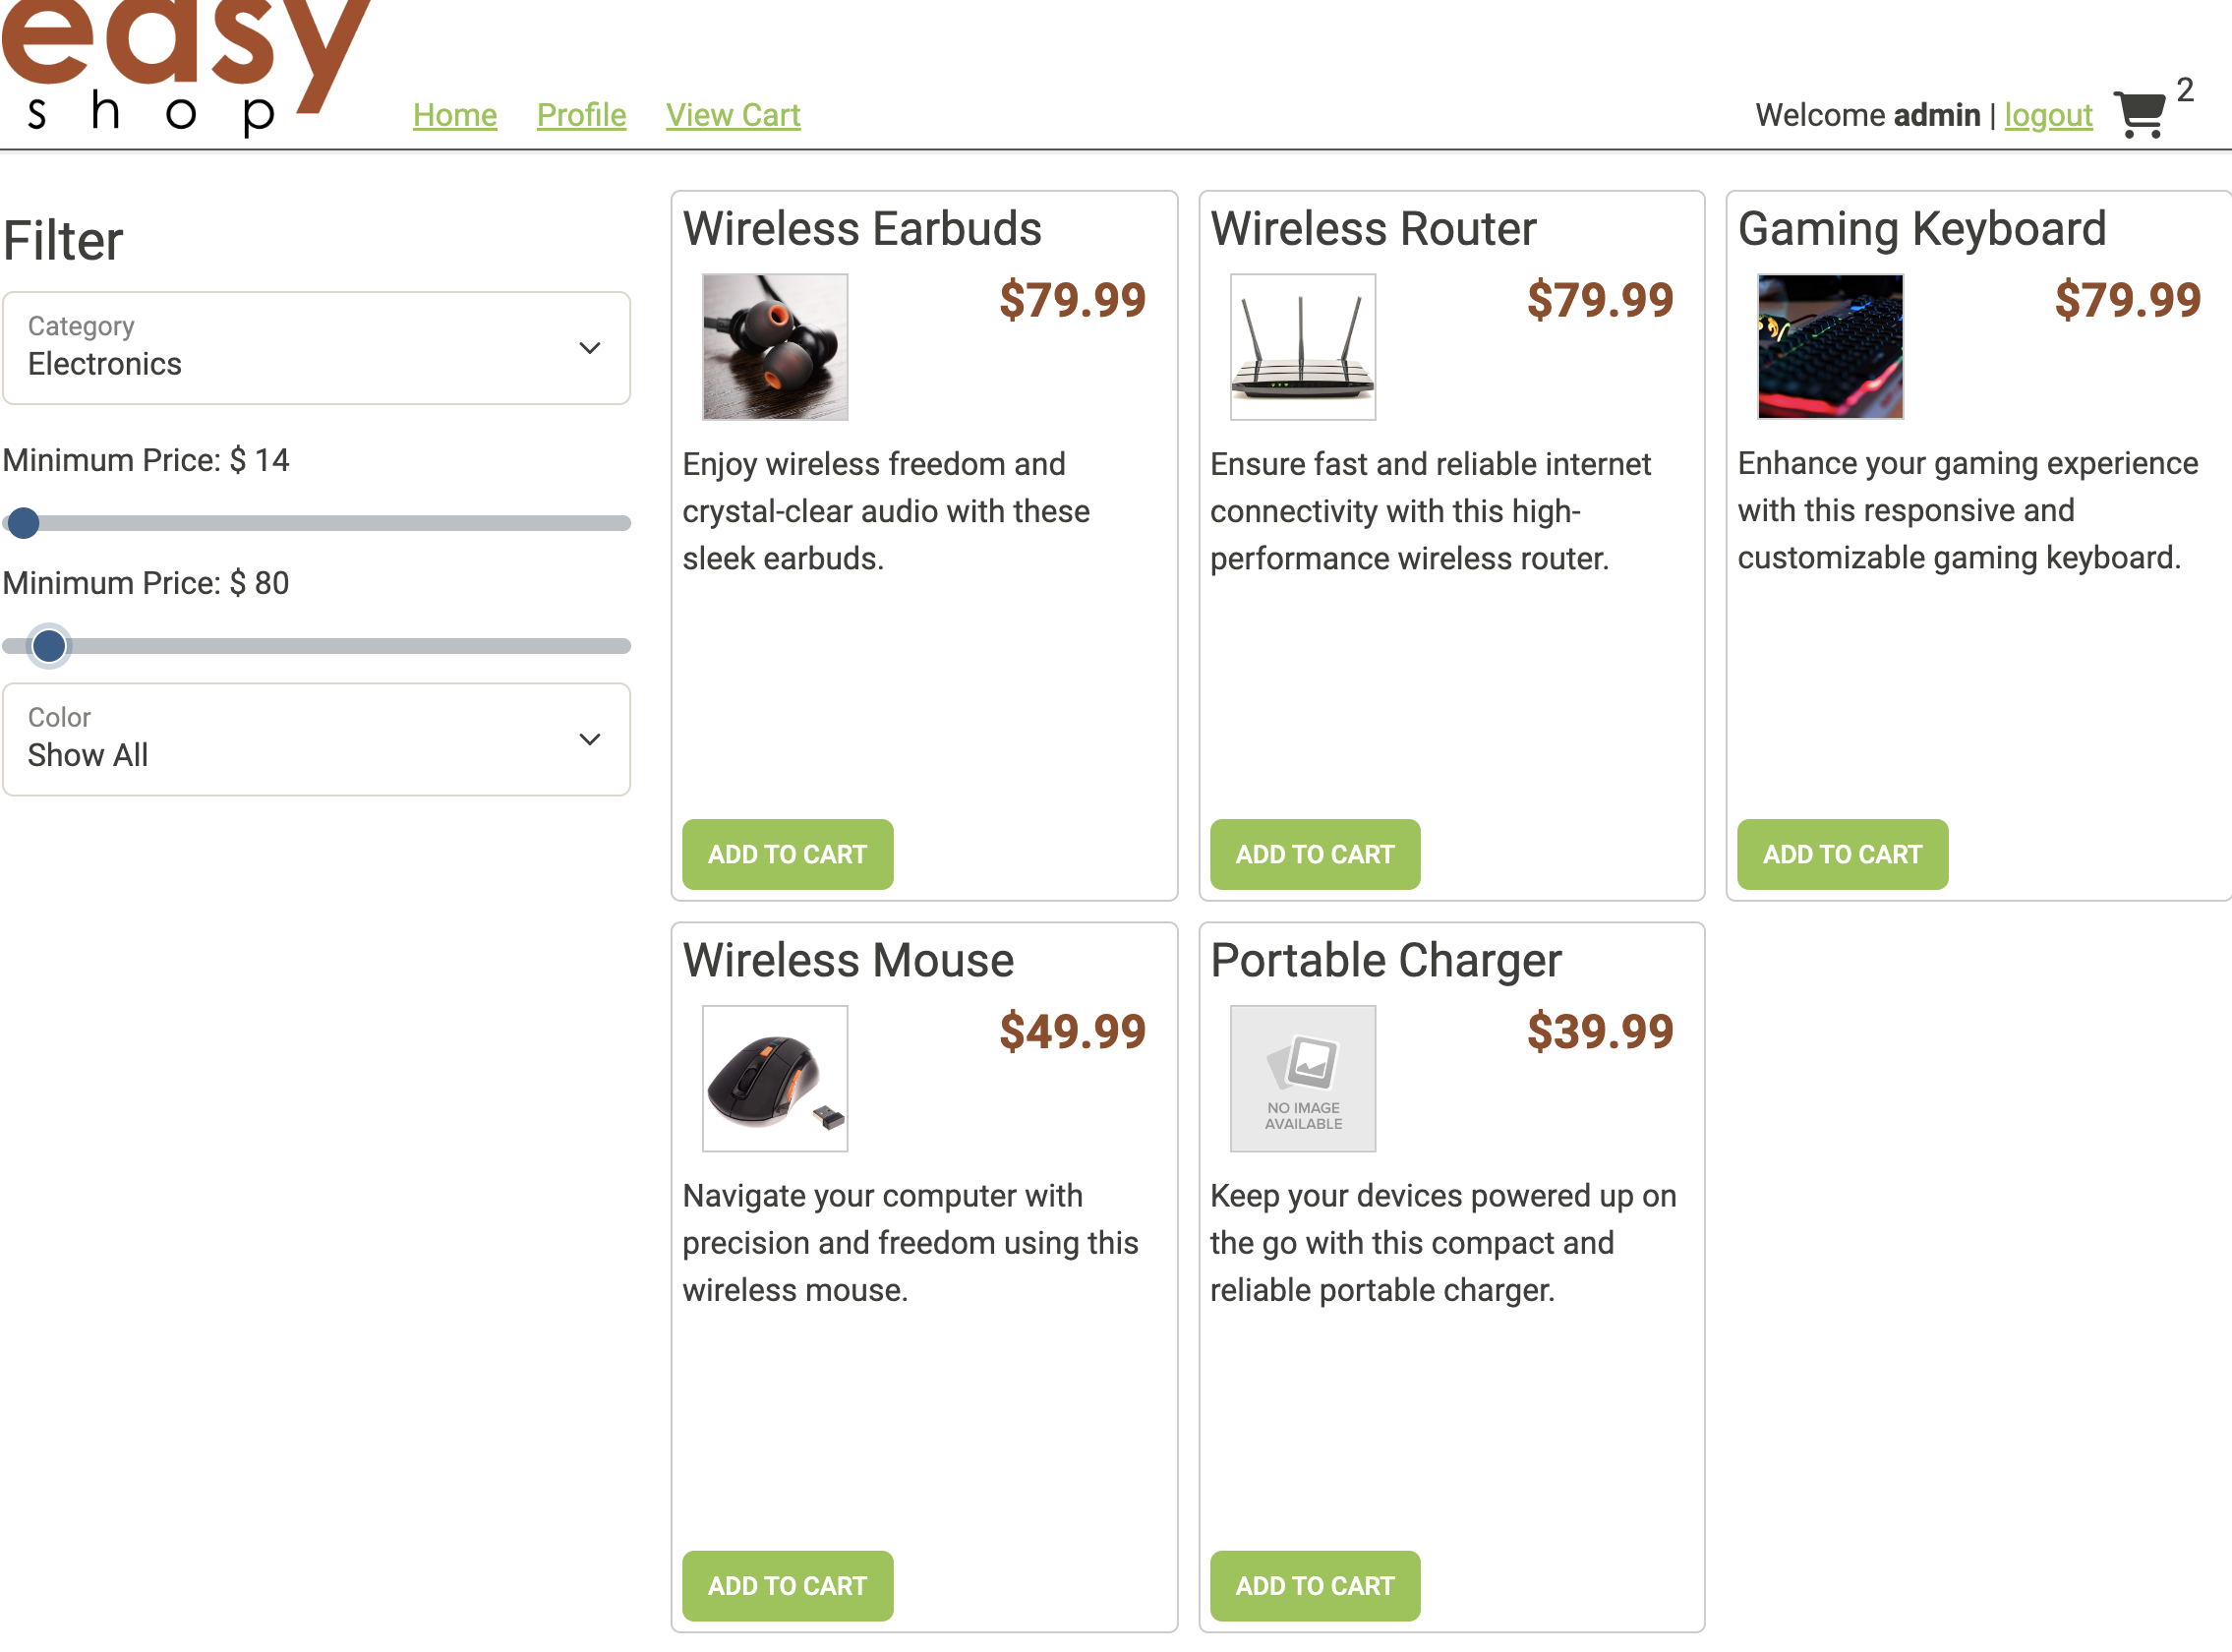 easy
shop
Home Profile View Cart
Welcome admin | logout 2
Filter
Category
Electronics
Minimum Price: $ 14
Minimum Price: $ 80
Color
Show All
Wireless Earbuds
$79.99
Enjoy wireless freedom and
crystal-clear audio with these
sleek earbuds.
ADD TO CART
Wireless Router
$79.99
Ensure fast and reliable internet
connectivity with this high-
performance wireless router.
ADD TO CART
Gaming Keyboard
$79.99
Enhance your gaming experience
with this responsive and
customizable gaming keyboard.
ADD TO CART
Wireless Mouse
$49.99
Navigate your computer with
precision and freedom using this
wireless mouse.
ADD TO CART
Portable Charger
$39.99
NO IMAGE
AVAILABLE
Keep your devices powered up on
the go with this compact and
reliable portable charger.
ADD TO CART